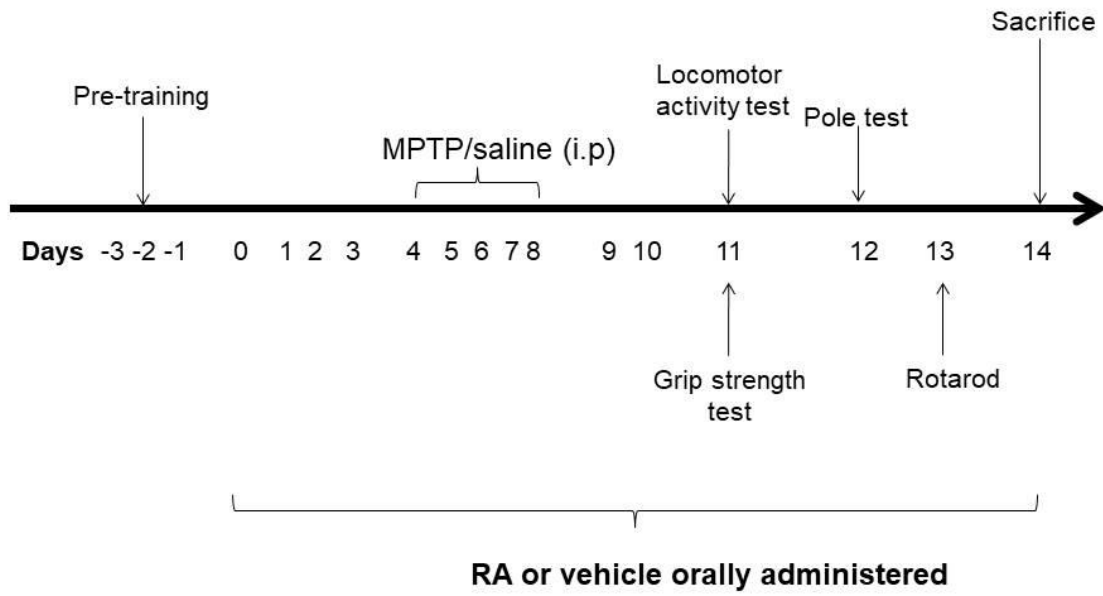 Sacrifice
Pre-training
Locomotor
activity test
Pole test
MPTP/saline (i.p)
Days -3 -2 -1 0 1 2 3 4 5 6 7 8 9 10 11 12 13 14
Grip strength
test
Rotarod
RA or vehicle orally administered